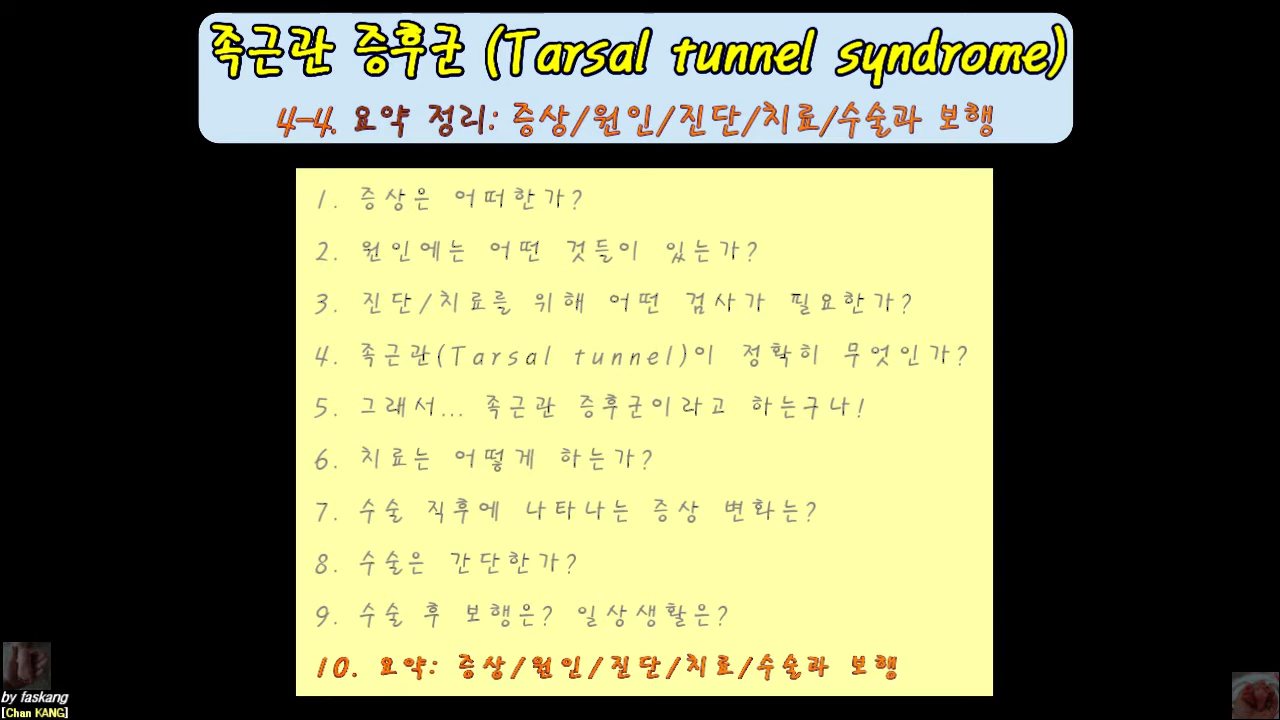 족근관 증후군 (Tarsal tunnel syndrome)
4-4. 요약 정리: 증상/원인/진단/치료/수술과 보행
1. 증상은 어떠한가?
2. 원인에는 어떤 것들이 있는가?
3. 진단/치료를 위해 어떤 검사가 필요한가?
4. 족근관(Tarsal tunnel)이 정확히 무엇인가?
5. 그래서... 족근관 증후군이라고 하는구나!
6. 치료는 어떻게 하는가?
7. 수술 직후에 나타나는 증상 변화는?
8. 수술은 간단한가?
9. 수술 후 보행은? 일상생활은?
10. 요약: 증상/원인/진단/치료/수술과 보행
by faskang
[Chan KANG]